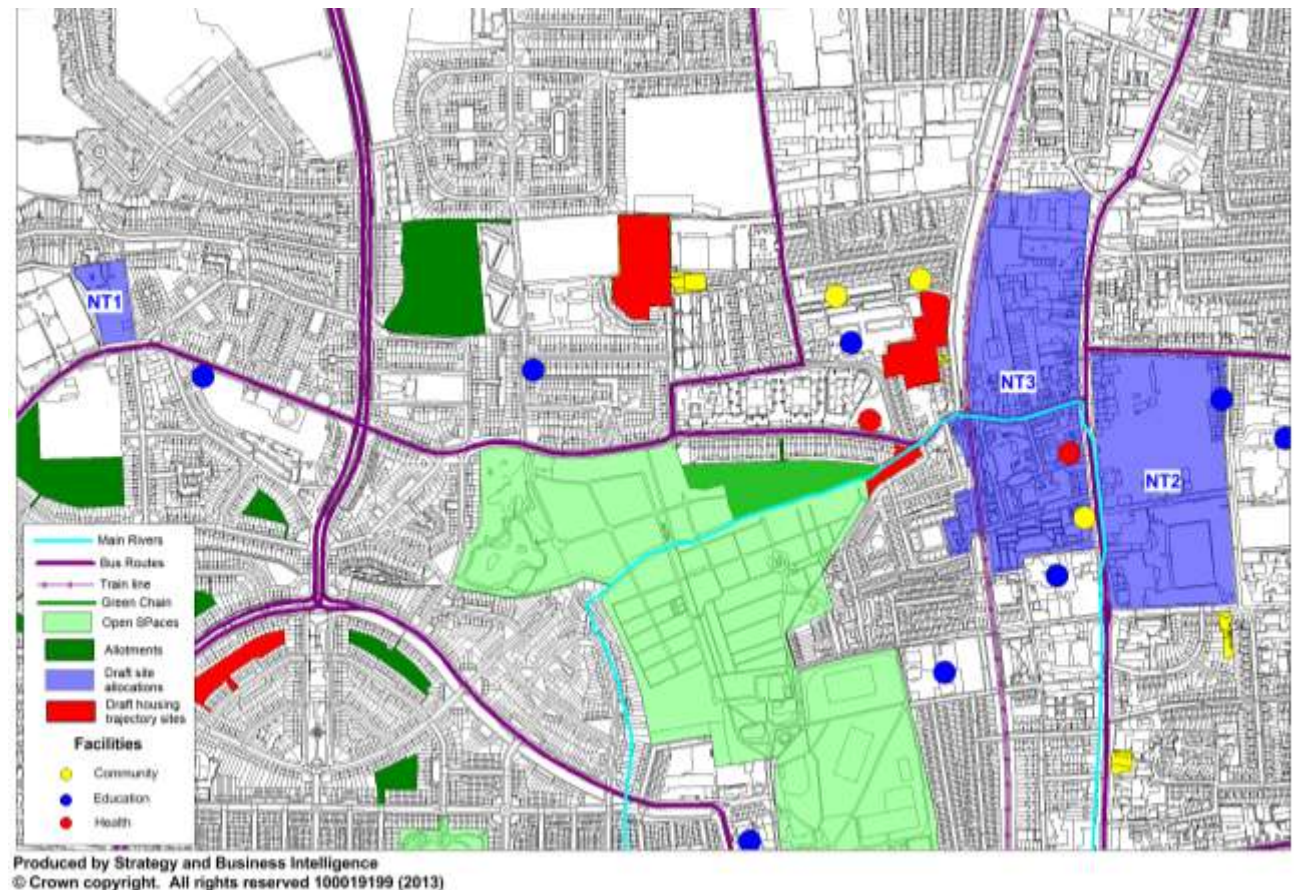 NT1
NT3
NT2
Main Rivers
Bus Routes
Train line
Green Chain
Open SPaces
Allotments
Draft site
allocations
Draft housing
trajectory sites
Facilities
Community
Education
Health
Produced by Strategy and Business Intelligence
© Crown copyright. All rights reserved 100019199 (2013)